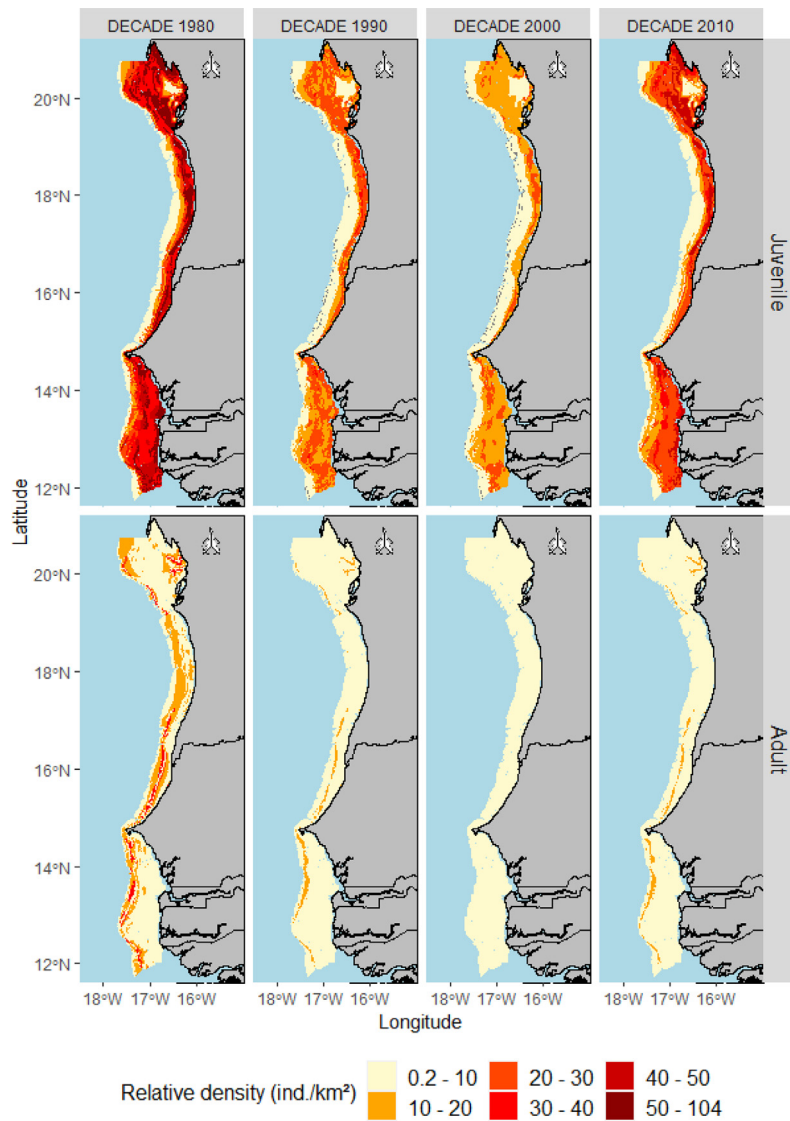 DECADE 1980 DECADE 1990 DECADE 2000 DECADE 2010
20°N
18°N
16°N
14°N
12°N
Juvenile
Latitude
20°N
18°N
16°N
14°N
12°N
Adult
18°W 17°W 16°W 18°W 17°W 16°W 18°W 17°W 16°W 18°W 17°W 16°W
Longitude
Relative density (ind./km²)
0.2 - 10 20 - 30 40 - 50
10 - 20 30 - 40 50 - 104